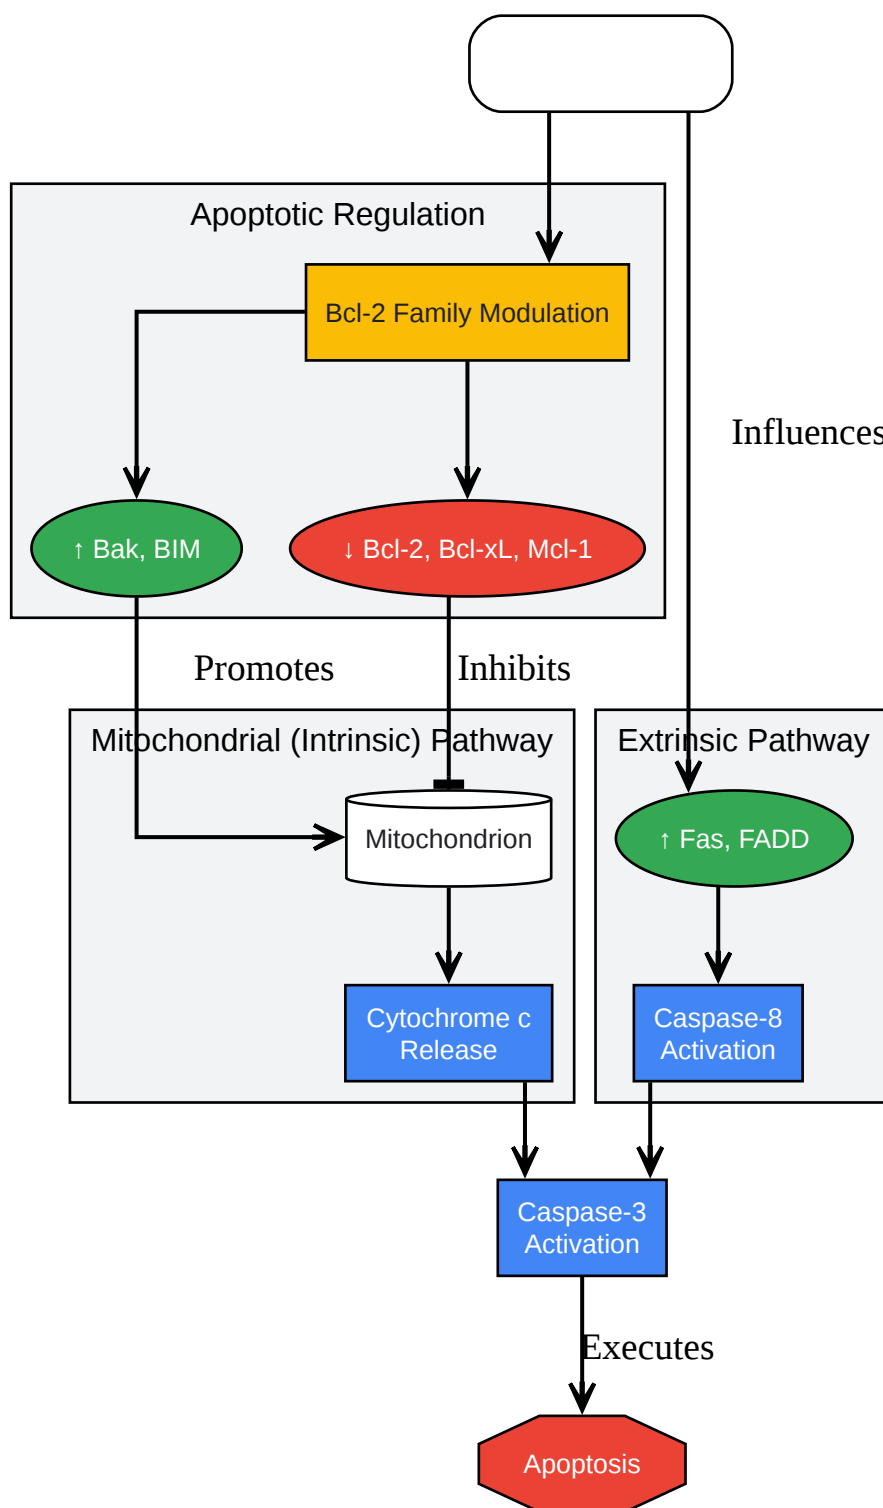 Apoptotic Regulation
Bcl-2 Family Modulation
Influences
↑ Bak, BIM
↓ Bcl-2, Bcl-xL, Mcl-1
Promotes
Inhibits
Mitochondrial (Intrinsic) Pathway
Extrinsic Pathway
Mitochondrion
↑ Fas, FADD
Cytochrome c
Release
Caspase-8
Activation
Caspase-3
Activation
Executes
Apoptosis